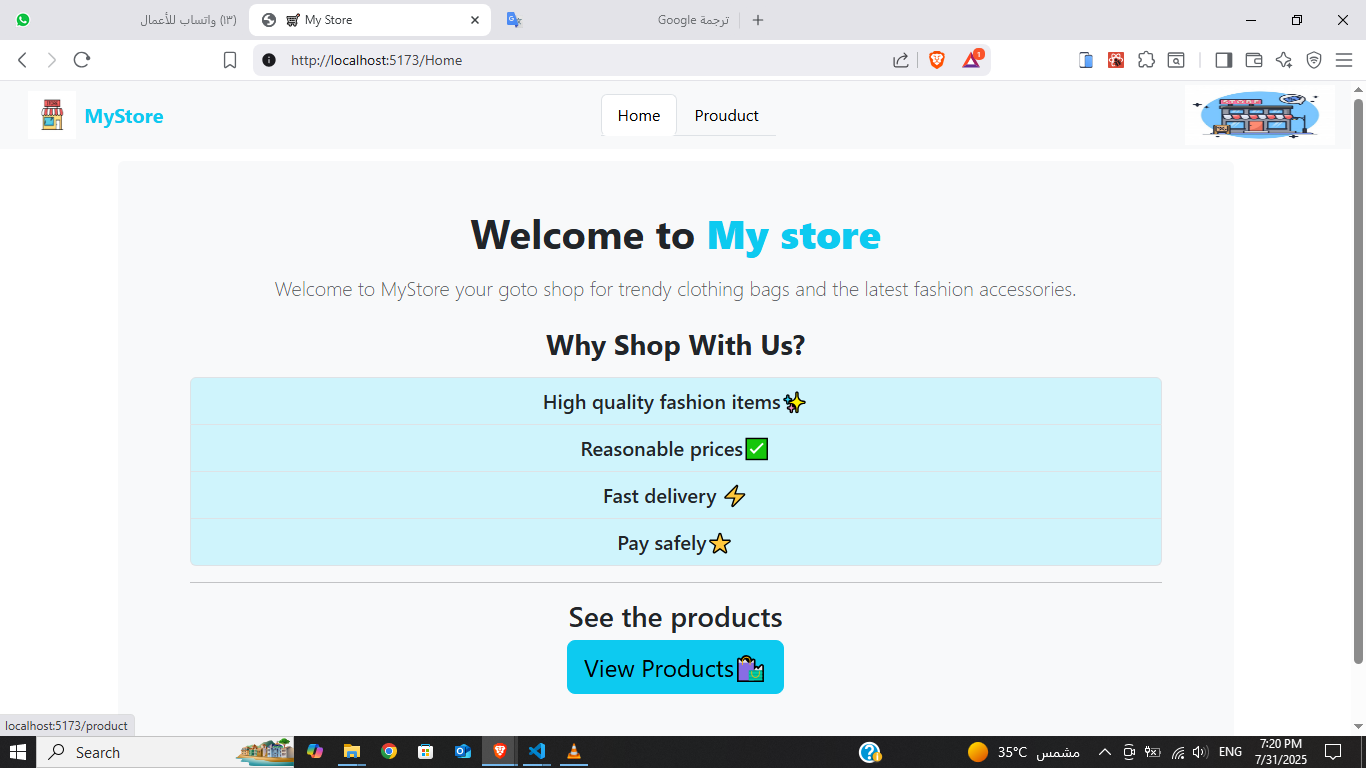 (١٣) واتساب للأعمال
My Store
ترجمة Google
http://localhost:5173/Home
1
MyStore
Home
Prouduct
Welcome to My store
Welcome to MyStore your goto shop for trendy clothing bags and the latest fashion accessories.
Why Shop With Us?
High quality fashion items
Reasonable prices
Fast delivery
Pay safely
See the products
View Products
localhost:5173/product
Search
35°C مشمس
ENG
7:20 PM
7/31/2025